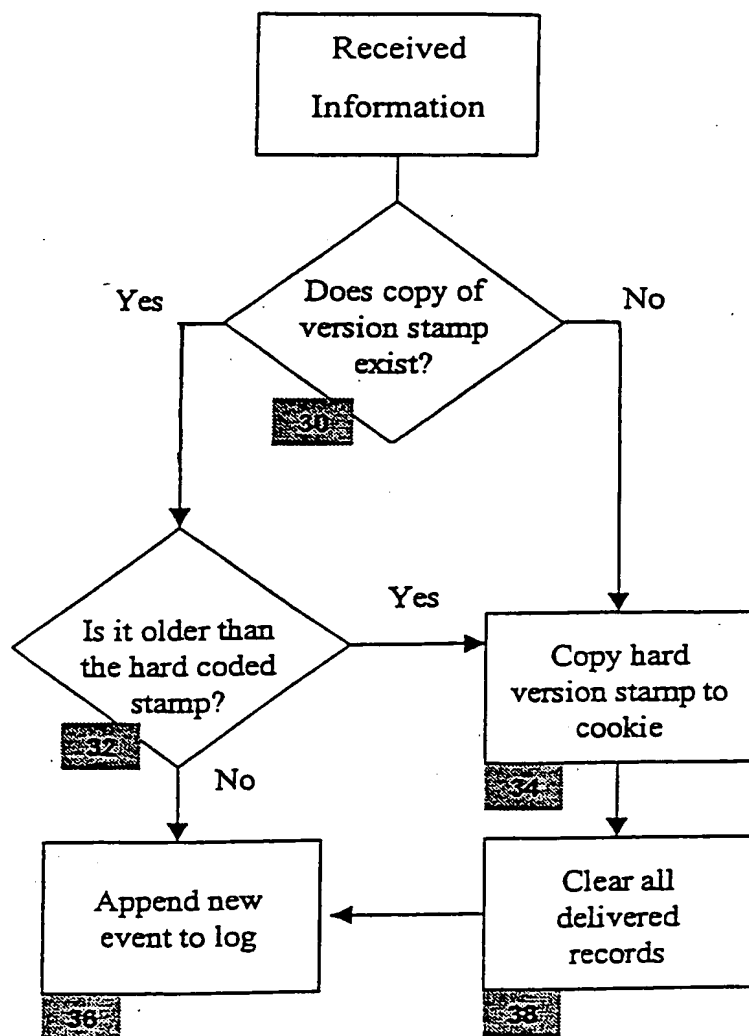 Received
Information
Does copy of
version stamp
exist?
Yes
No
30
Is it older than
the hard coded
stamp?
Yes
32
No
Copy hard
version stamp to
cookie
34
Append new
event to log
36
Clear all
delivered
records
38